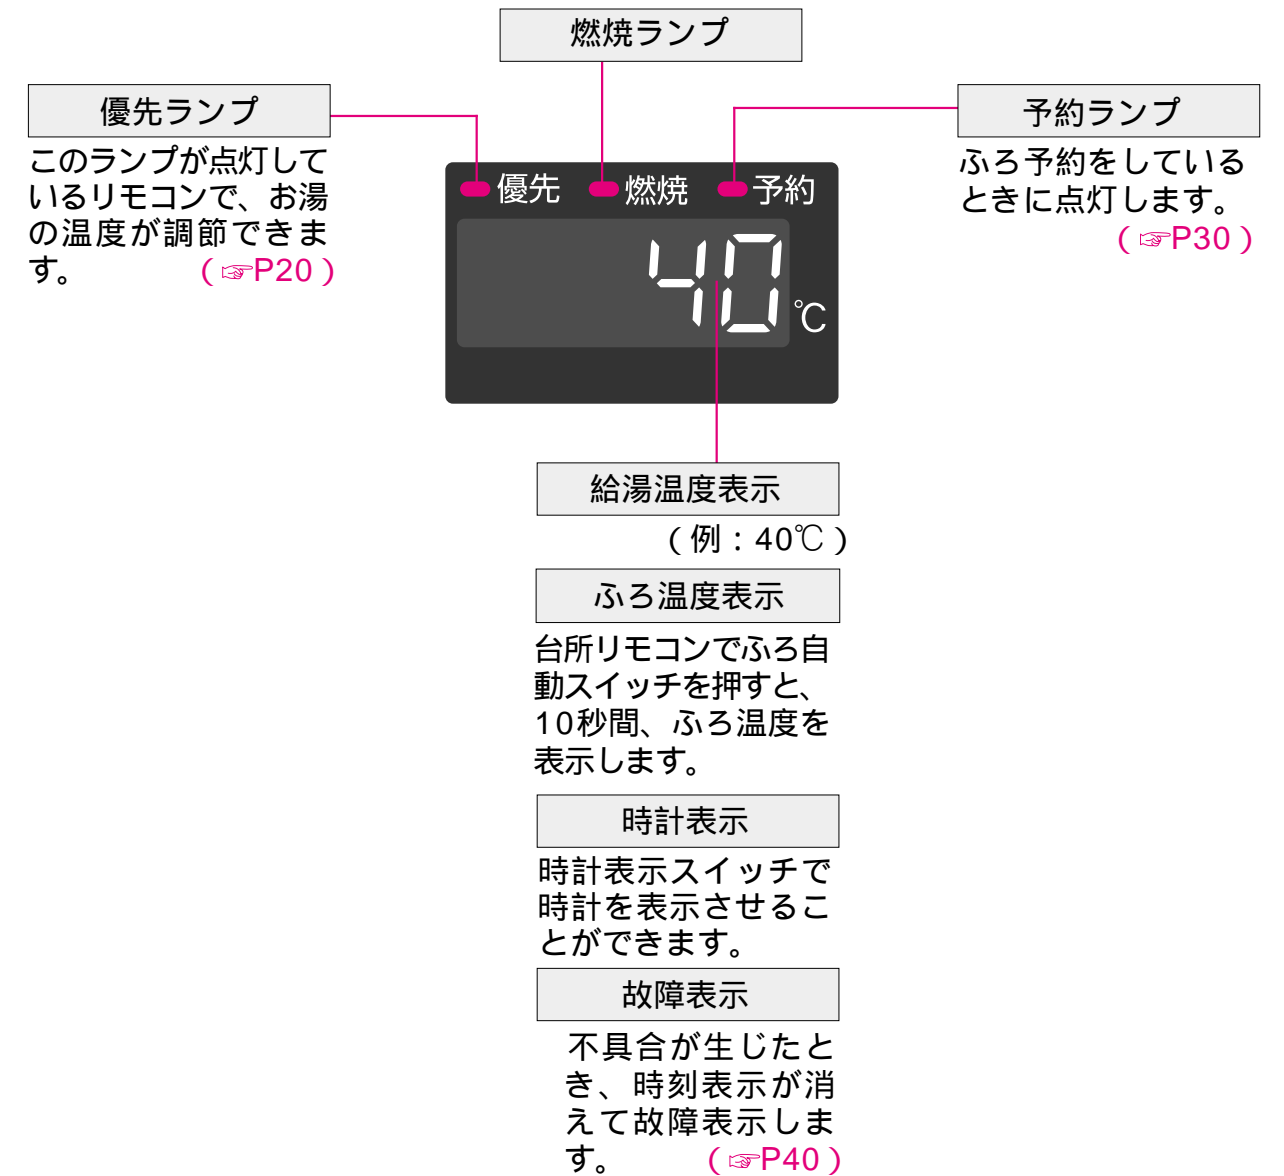 燃焼ランプ
優先ランプ
このランプが点灯して
いるリモコンで、お湯
の温度が調節できま
す。 (☞P20)
予約ランプ
ふろ予約をしている
ときに点灯します。
(☞P30)
優先 燃焼 予約
40℃
給湯温度表示
(例:40℃)
ふろ温度表示
台所リモコンでふろ自
動スイッチを押すと、
10秒間、ふろ温度を
表示します。
時計表示
時計表示スイッチで
時計を表示させるこ
とができます。
故障表示
不具合が生じたと
き、時刻表示が消
えて故障表示しま
す。 (☞P40)